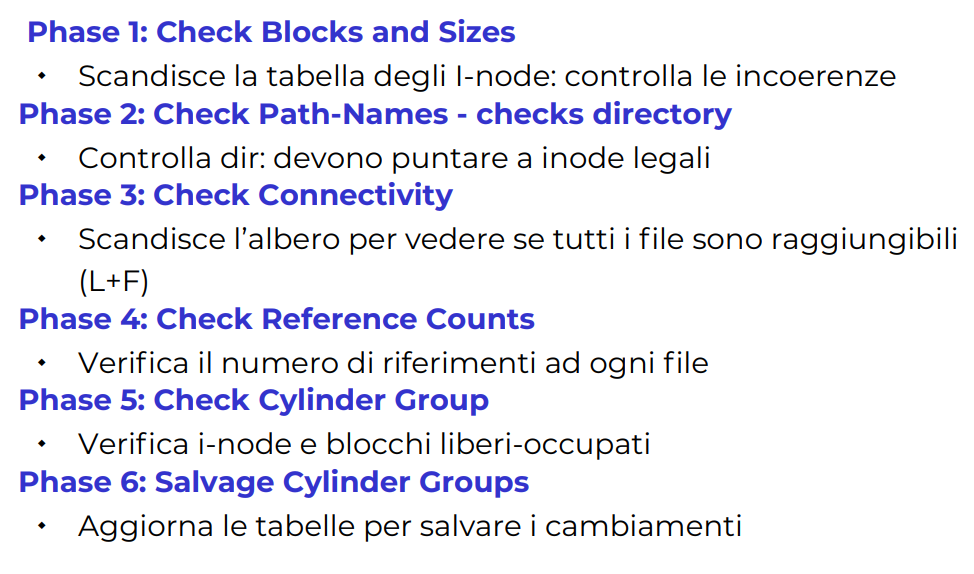 Phase 1: Check Blocks and Sizes
• Scandisce la tabella degli I-node: controlla le incoerenze
Phase 2: Check Path-Names - checks directory
• Controlla dir: devono puntare a inode legali
Phase 3: Check Connectivity
• Scandisce l’albero per vedere se tutti i file sono raggiungibili
(L+F)
Phase 4: Check Reference Counts
• Verifica il numero di riferimenti ad ogni file
Phase 5: Check Cylinder Group
• Verifica i-node e blocchi liberi-occupati
Phase 6: Salvage Cylinder Groups
• Aggiorna le tabelle per salvare i cambiamenti